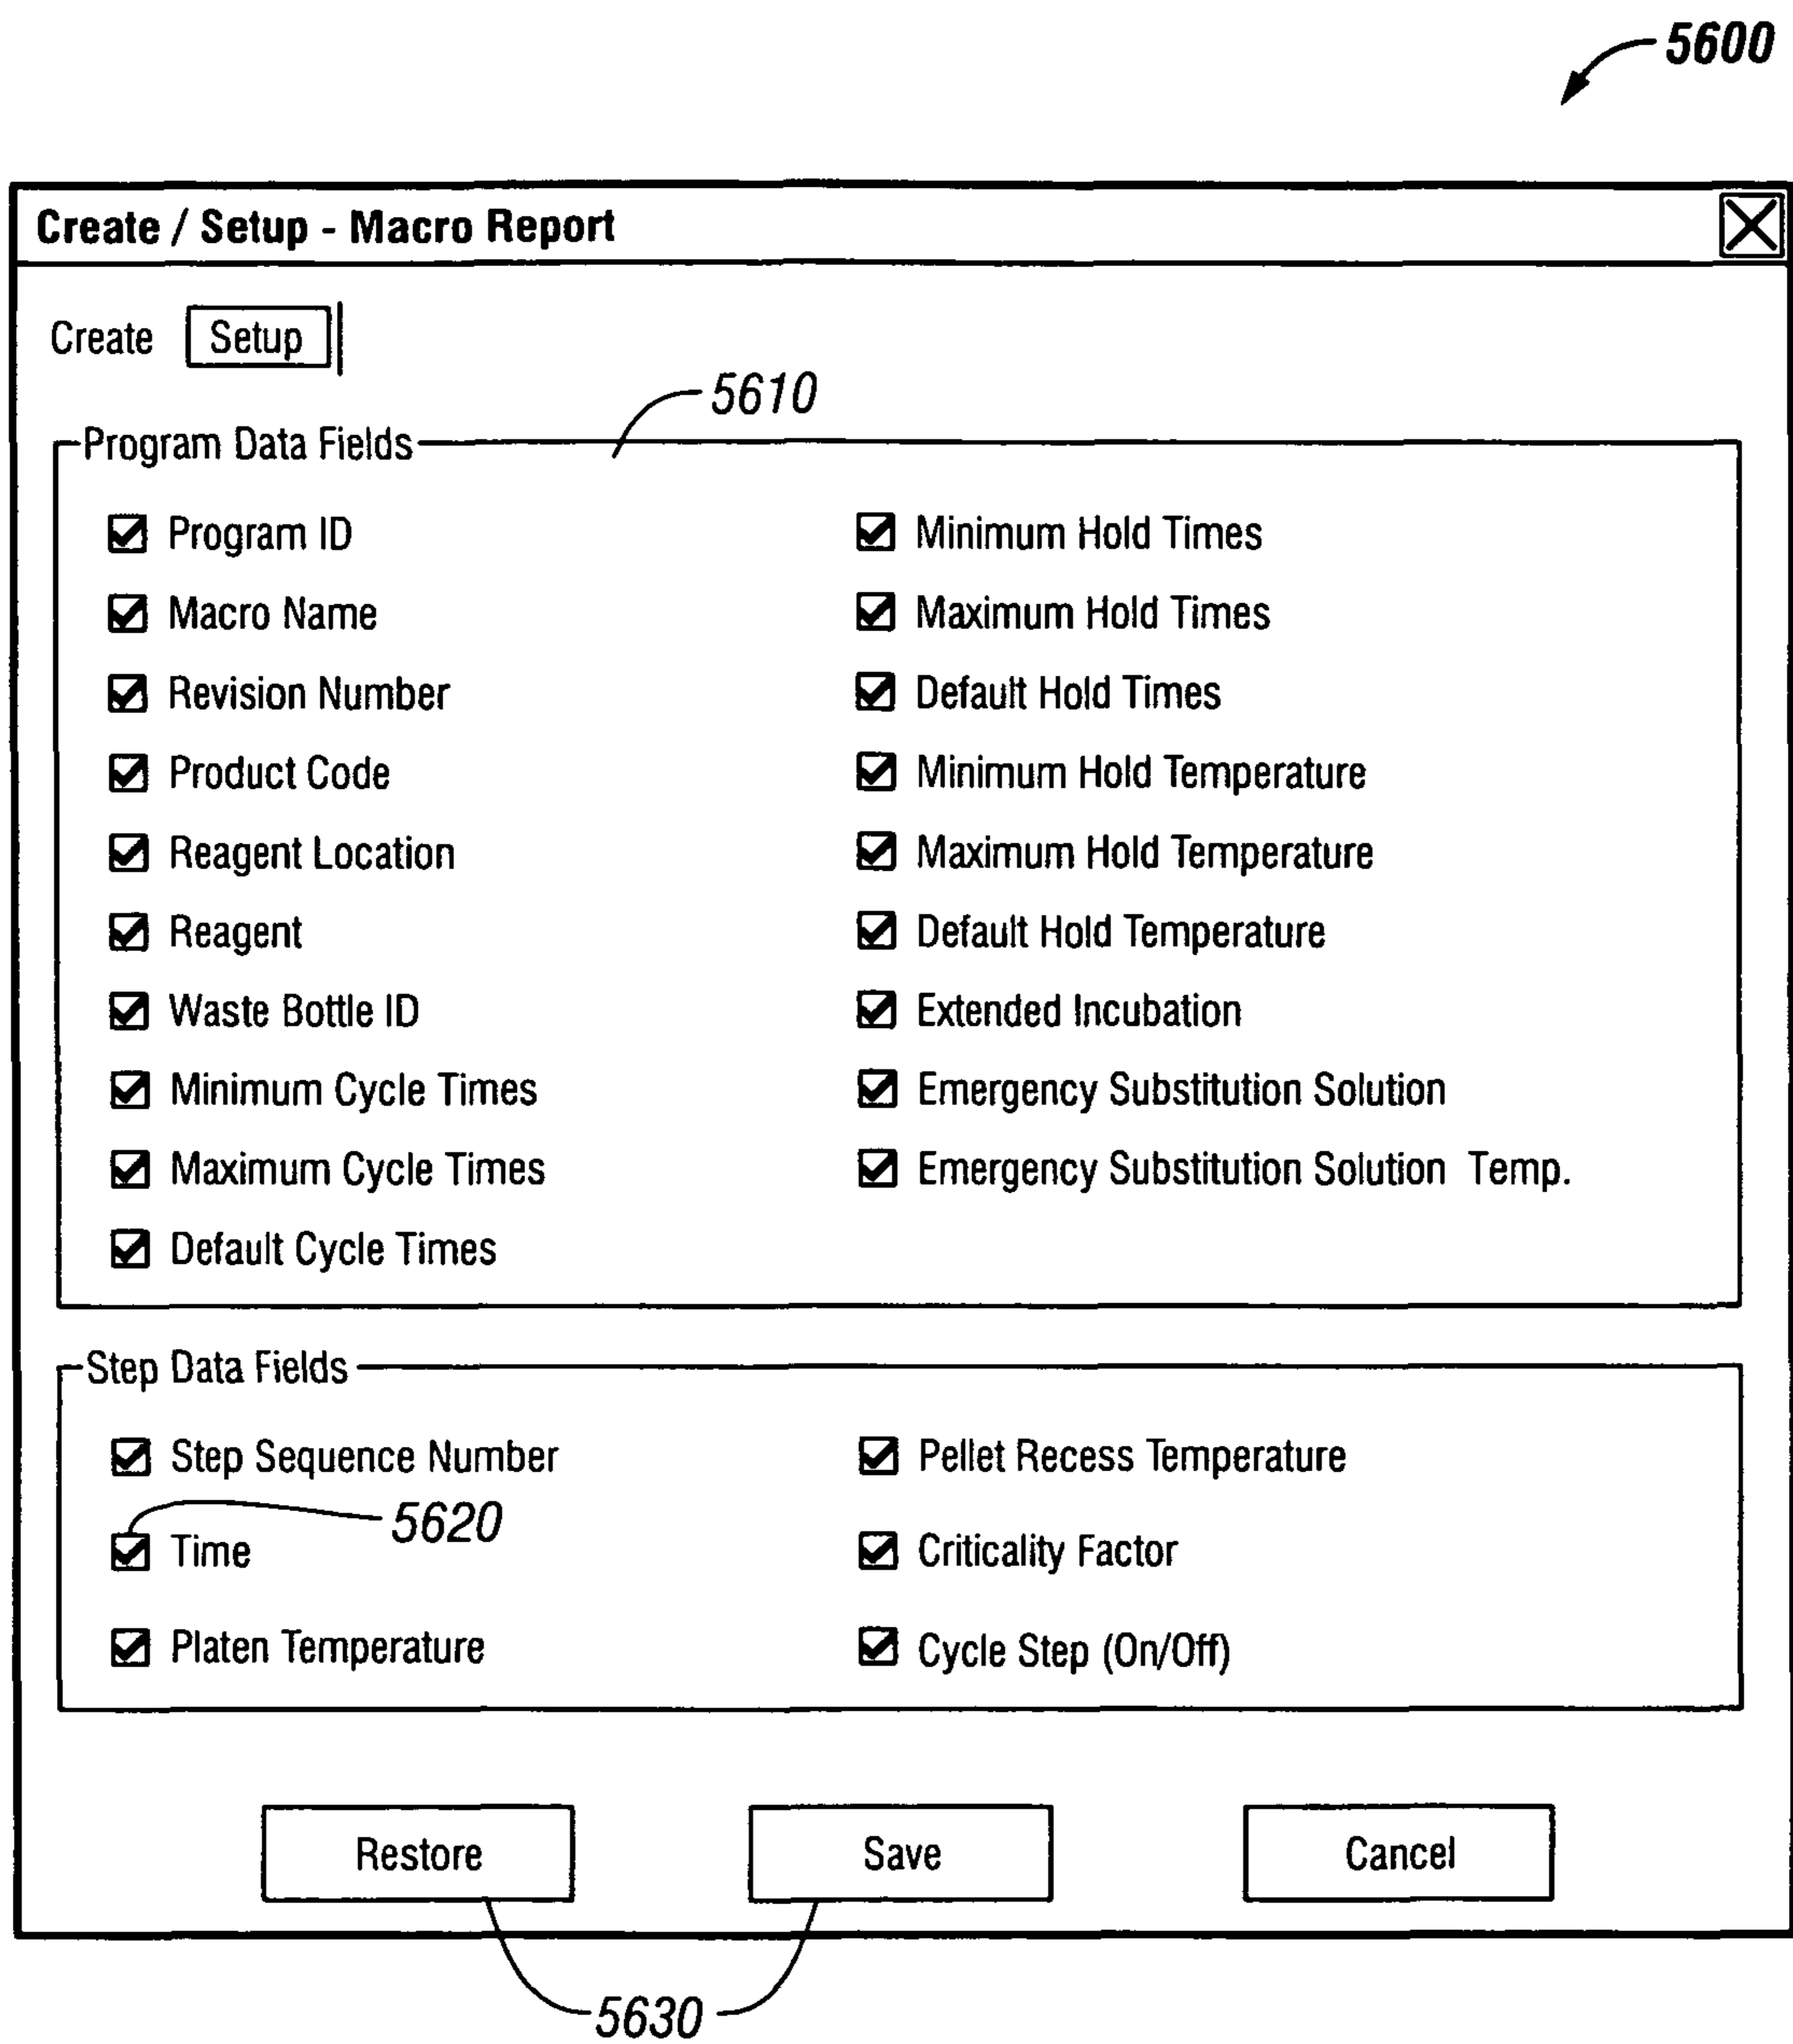 5600
Create / Setup - Macro Report
Create Setup
5610
Program Data Fields
Program ID
Macro Name
Revision Number
Product Code
Reagent Location
Reagent
Waste Bottle ID
Minimum Cycle Times
Maximum Cycle Times
Default Cycle Times
Minimum Hold Times
Maximum Hold Times
Default Hold Times
Minimum Hold Temperature
Maximum Hold Temperature
Default Hold Temperature
Extended Incubation
Emergency Substitution Solution
Emergency Substitution Solution Temp.
Step Data Fields
Step Sequence Number
5620
Time
Platen Temperature
Pellet Recess Temperature
Criticality Factor
Cycle Step (On/Off)
Restore Save Cancel
5630